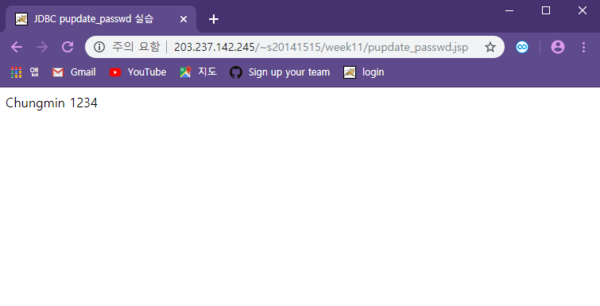 JDBC pupdate_passwd 실습
주의 요함 203.237.142.245/~s20141515/week11/pupdate_passwd.jsp
앱 Gmail YouTube 지도 Sign up your team login
Chungmin 1234